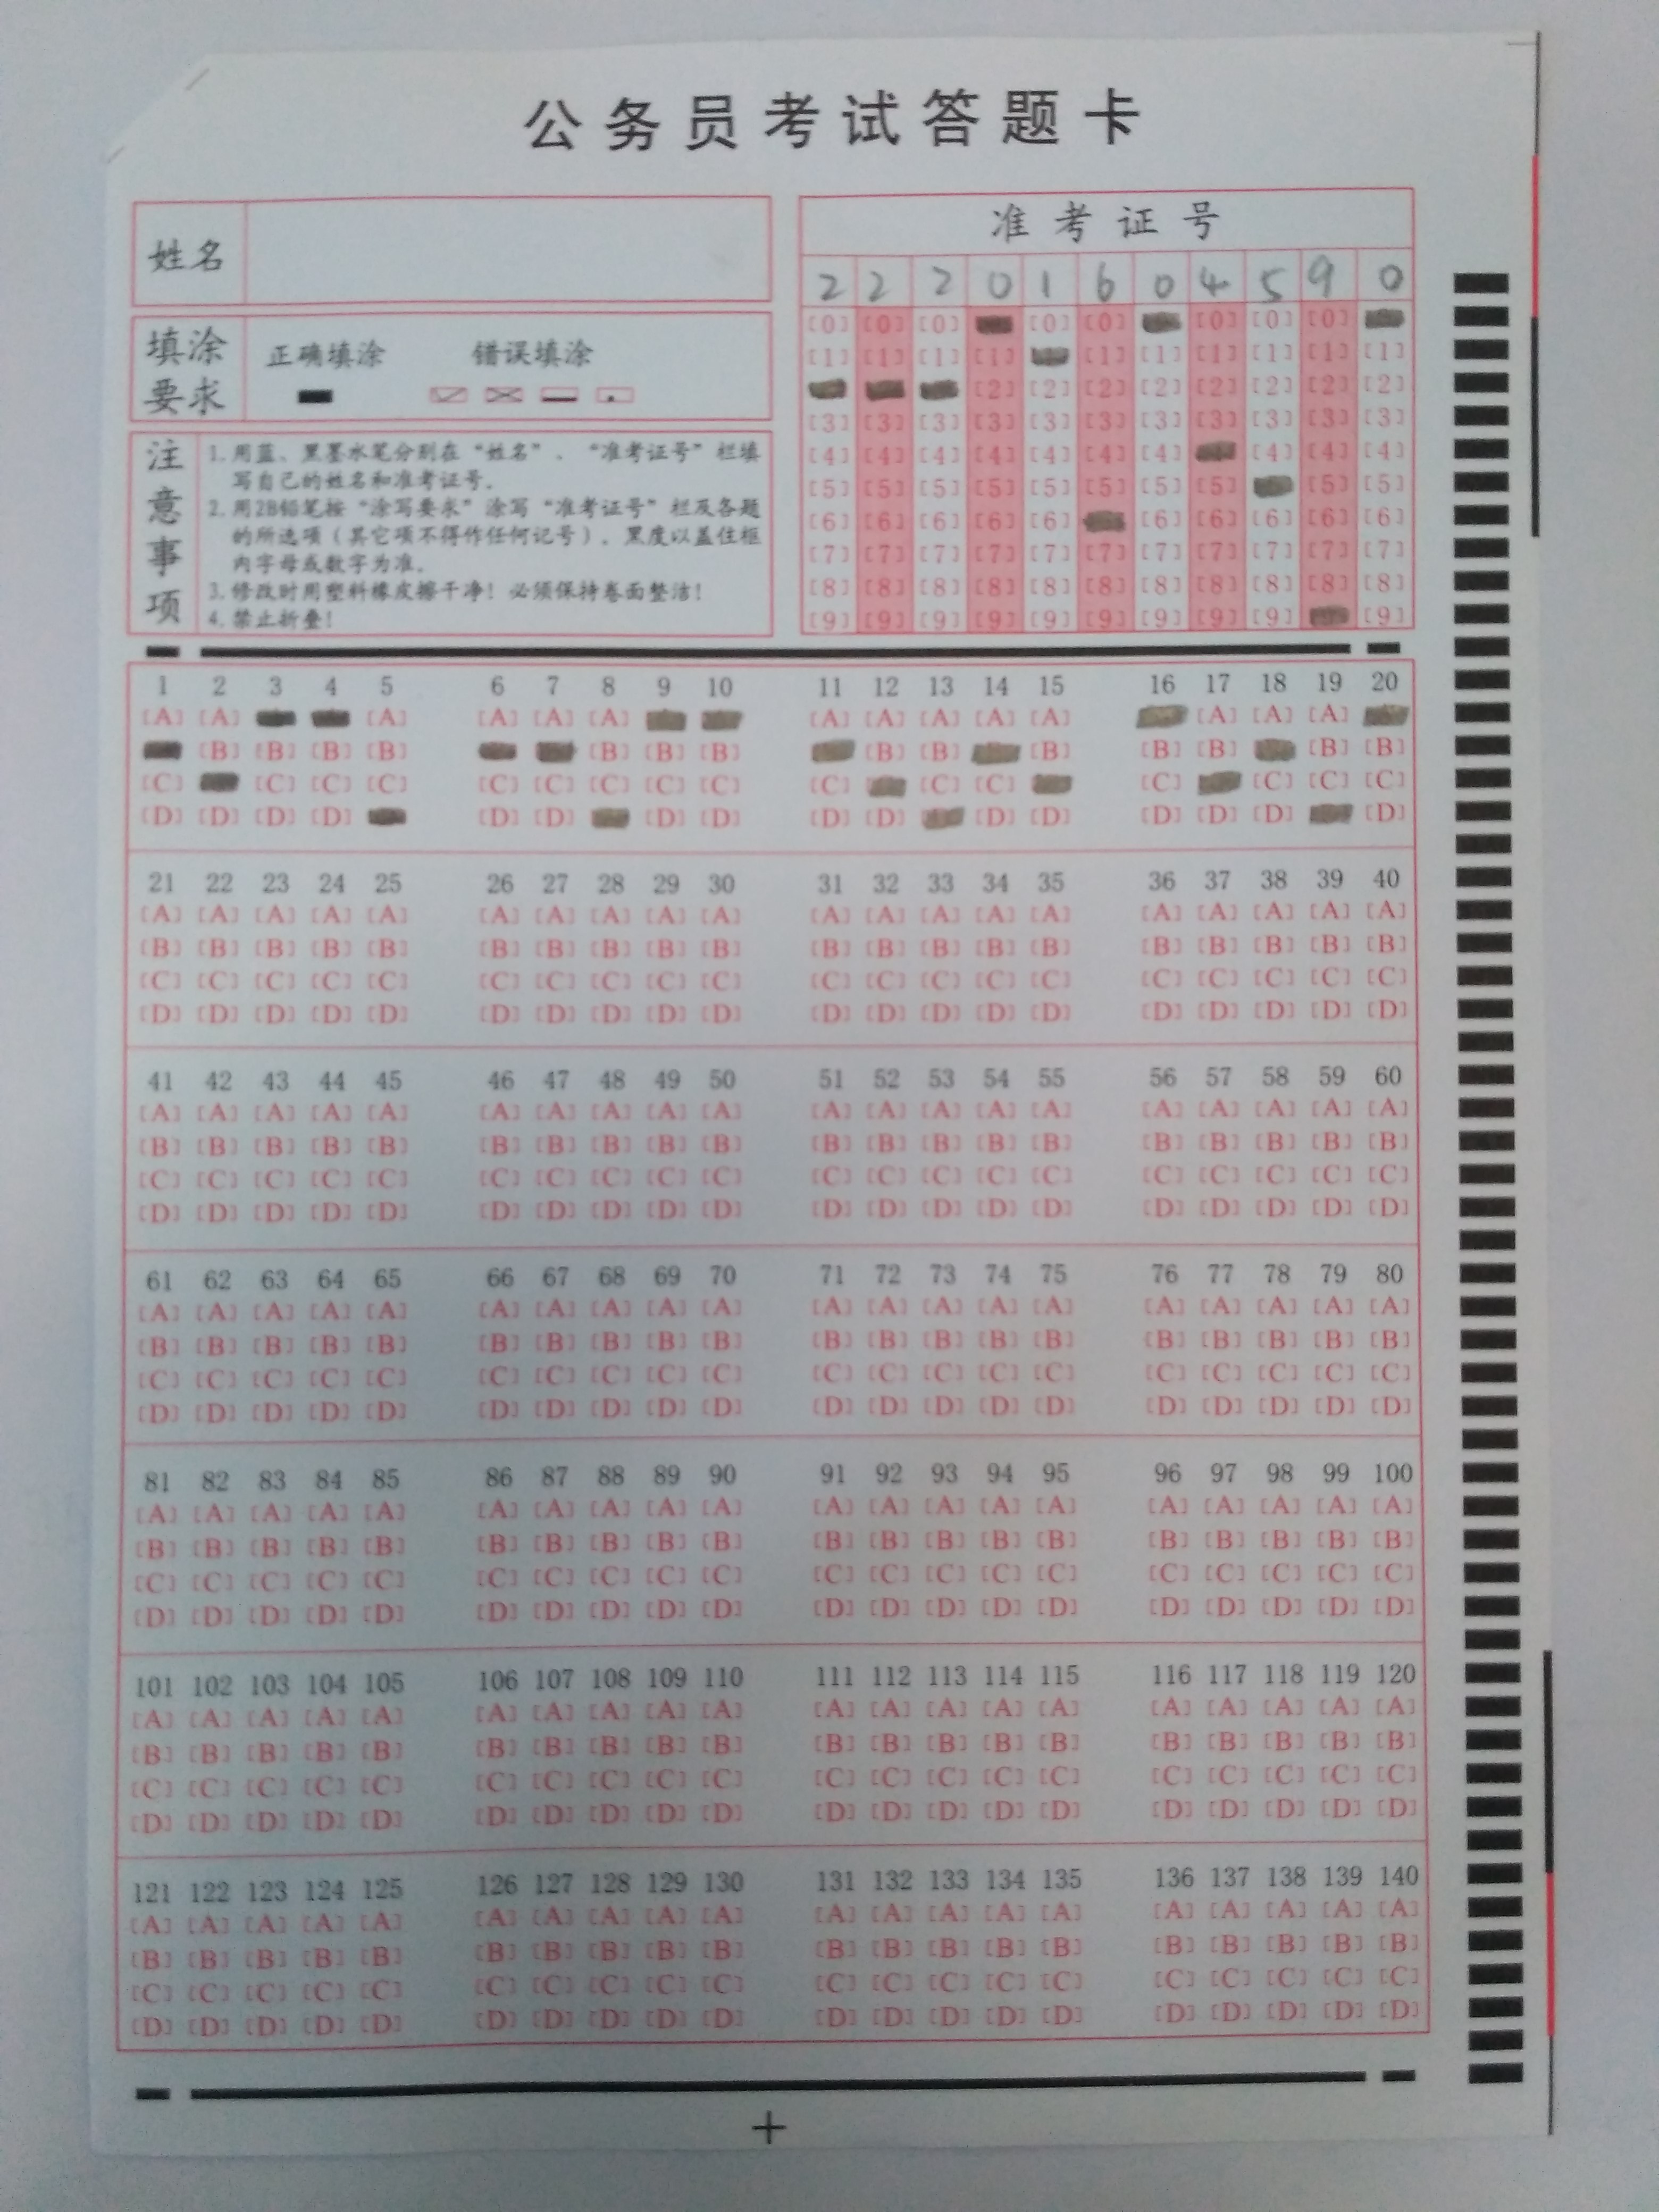 公务员考试答题卡
姓名
填涂要求
正确填涂 错误填涂
注意事项
1. 用蓝、黑墨水笔分别在“姓名”、“准考证号”栏填
写自己的姓名和准考证号.
2. 用2B铅笔按“涂写要求”涂写“准考证号”栏及各题
的所选项(其它项不得作任何记号), 黑度以盖住框
内字母或数字为准.
3. 修改时用塑料橡皮擦干净! 必须保持卷面整洁!
4. 禁止折叠!
准考证号
2 2 2 0 1 6 0 4 5 9 0
[0] [0] [0] [0] [0] [0] [0]
[1] [1] [1] [1] [1] [1] [1] [1] [1] [1]
[2] [2] [2] [2] [2] [2] [2] [2]
[3] [3] [3] [3] [3] [3] [3] [3] [3] [3] [3]
[4] [4] [4] [4] [4] [4] [4] [4] [4] [4]
[5] [5] [5] [5] [5] [5] [5] [5] [5] [5]
[6] [6] [6] [6] [6] [6] [6] [6] [6] [6]
[7] [7] [7] [7] [7] [7] [7] [7] [7] [7] [7]
[8] [8] [8] [8] [8] [8] [8] [8] [8] [8] [8]
[9] [9] [9] [9] [9] [9] [9] [9] [9] [9] [9]
1 2 3 4 5 6 7 8 9 10 11 12 13 14 15 16 17 18 19 20
[A] [A] [A] [A] [A] [A] [A] [A] [A] [A] [A] [A] [A] [A]
[B] [B] [B] [B] [B] [B] [B] [B] [B] [B] [B] [B] [B] [B]
[C] [C] [C] [C] [C] [C] [C] [C] [C] [C] [C] [C] [C] [C] [C] [C]
[D] [D] [D] [D] [D] [D] [D] [D] [D] [D] [D] [D] [D] [D] [D] [D]
21 22 23 24 25 26 27 28 29 30 31 32 33 34 35 36 37 38 39 40
[A] [A] [A] [A] [A] [A] [A] [A] [A] [A] [A] [A] [A] [A] [A] [A] [A] [A] [A] [A]
[B] [B] [B] [B] [B] [B] [B] [B] [B] [B] [B] [B] [B] [B] [B] [B] [B] [B] [B] [B]
[C] [C] [C] [C] [C] [C] [C] [C] [C] [C] [C] [C] [C] [C] [C] [C] [C] [C] [C] [C]
[D] [D] [D] [D] [D] [D] [D] [D] [D] [D] [D] [D] [D] [D] [D] [D] [D] [D] [D] [D]
41 42 43 44 45 46 47 48 49 50 51 52 53 54 55 56 57 58 59 60
[A] [A] [A] [A] [A] [A] [A] [A] [A] [A] [A] [A] [A] [A] [A] [A] [A] [A] [A] [A]
[B] [B] [B] [B] [B] [B] [B] [B] [B] [B] [B] [B] [B] [B] [B] [B] [B] [B] [B] [B]
[C] [C] [C] [C] [C] [C] [C] [C] [C] [C] [C] [C] [C] [C] [C] [C] [C] [C] [C] [C]
[D] [D] [D] [D] [D] [D] [D] [D] [D] [D] [D] [D] [D] [D] [D] [D] [D] [D] [D] [D]
61 62 63 64 65 66 67 68 69 70 71 72 73 74 75 76 77 78 79 80
[A] [A] [A] [A] [A] [A] [A] [A] [A] [A] [A] [A] [A] [A] [A] [A] [A] [A] [A] [A]
[B] [B] [B] [B] [B] [B] [B] [B] [B] [B] [B] [B] [B] [B] [B] [B] [B] [B] [B] [B]
[C] [C] [C] [C] [C] [C] [C] [C] [C] [C] [C] [C] [C] [C] [C] [C] [C] [C] [C] [C]
[D] [D] [D] [D] [D] [D] [D] [D] [D] [D] [D] [D] [D] [D] [D] [D] [D] [D] [D] [D]
81 82 83 84 85 86 87 88 89 90 91 92 93 94 95 96 97 98 99 100
[A] [A] [A] [A] [A] [A] [A] [A] [A] [A] [A] [A] [A] [A] [A] [A] [A] [A] [A] [A]
[B] [B] [B] [B] [B] [B] [B] [B] [B] [B] [B] [B] [B] [B] [B] [B] [B] [B] [B] [B]
[C] [C] [C] [C] [C] [C] [C] [C] [C] [C] [C] [C] [C] [C] [C] [C] [C] [C] [C] [C]
[D] [D] [D] [D] [D] [D] [D] [D] [D] [D] [D] [D] [D] [D] [D] [D] [D] [D] [D] [D]
101 102 103 104 105 106 107 108 109 110 111 112 113 114 115 116 117 118 119 120
[A] [A] [A] [A] [A] [A] [A] [A] [A] [A] [A] [A] [A] [A] [A] [A] [A] [A] [A] [A]
[B] [B] [B] [B] [B] [B] [B] [B] [B] [B] [B] [B] [B] [B] [B] [B] [B] [B] [B] [B]
[C] [C] [C] [C] [C] [C] [C] [C] [C] [C] [C] [C] [C] [C] [C] [C] [C] [C] [C] [C]
[D] [D] [D] [D] [D] [D] [D] [D] [D] [D] [D] [D] [D] [D] [D] [D] [D] [D] [D] [D]
121 122 123 124 125 126 127 128 129 130 131 132 133 134 135 136 137 138 139 140
[A] [A] [A] [A] [A] [A] [A] [A] [A] [A] [A] [A] [A] [A] [A] [A] [A] [A] [A] [A]
[B] [B] [B] [B] [B] [B] [B] [B] [B] [B] [B] [B] [B] [B] [B] [B] [B] [B] [B] [B]
[C] [C] [C] [C] [C] [C] [C] [C] [C] [C] [C] [C] [C] [C] [C] [C] [C] [C] [C] [C]
[D] [D] [D] [D] [D] [D] [D] [D] [D] [D] [D] [D] [D] [D] [D] [D] [D] [D] [D] [D]